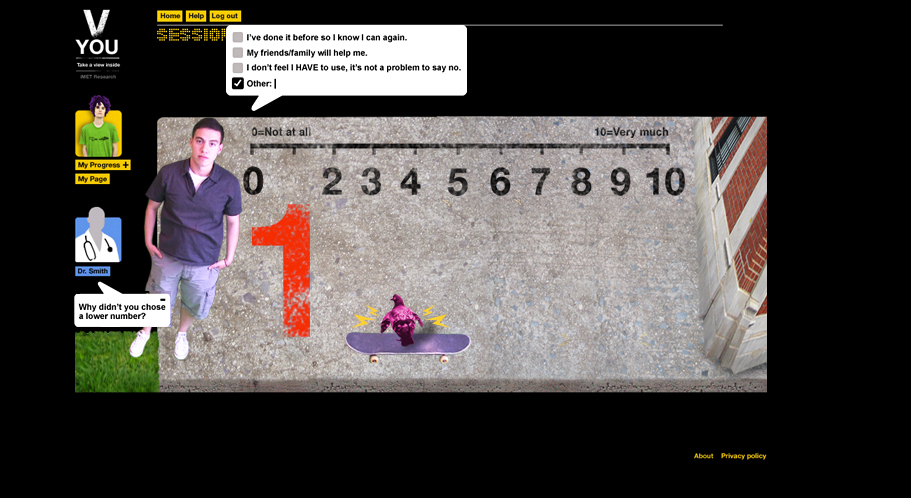 V
YOU
Take a view inside
iMET Research
Home Help Log out
SESSION
I've done it before so I know I can again.
My friends/family will help me.
I don't feel I HAVE to use, it's not a problem to say no.
Other:
0=Not at all
10=Very much
0 2 3 4 5 6 7 8 9 10
1
My Progress +
My Page
Dr. Smith
Why didn't you chose
a lower number?
About Privacy policy